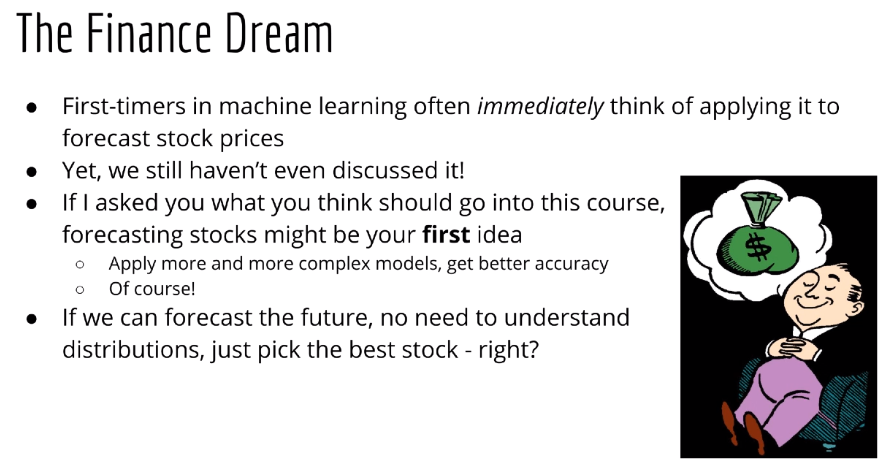 The Finance Dream
● First-timers in machine learning often immediately think of applying it to
forecast stock prices
● Yet, we still haven’t even discussed it!
● If I asked you what you think should go into this course,
forecasting stocks might be your first idea
○ Apply more and more complex models, get better accuracy
○ Of course!
● If we can forecast the future, no need to understand
distributions, just pick the best stock - right?
$